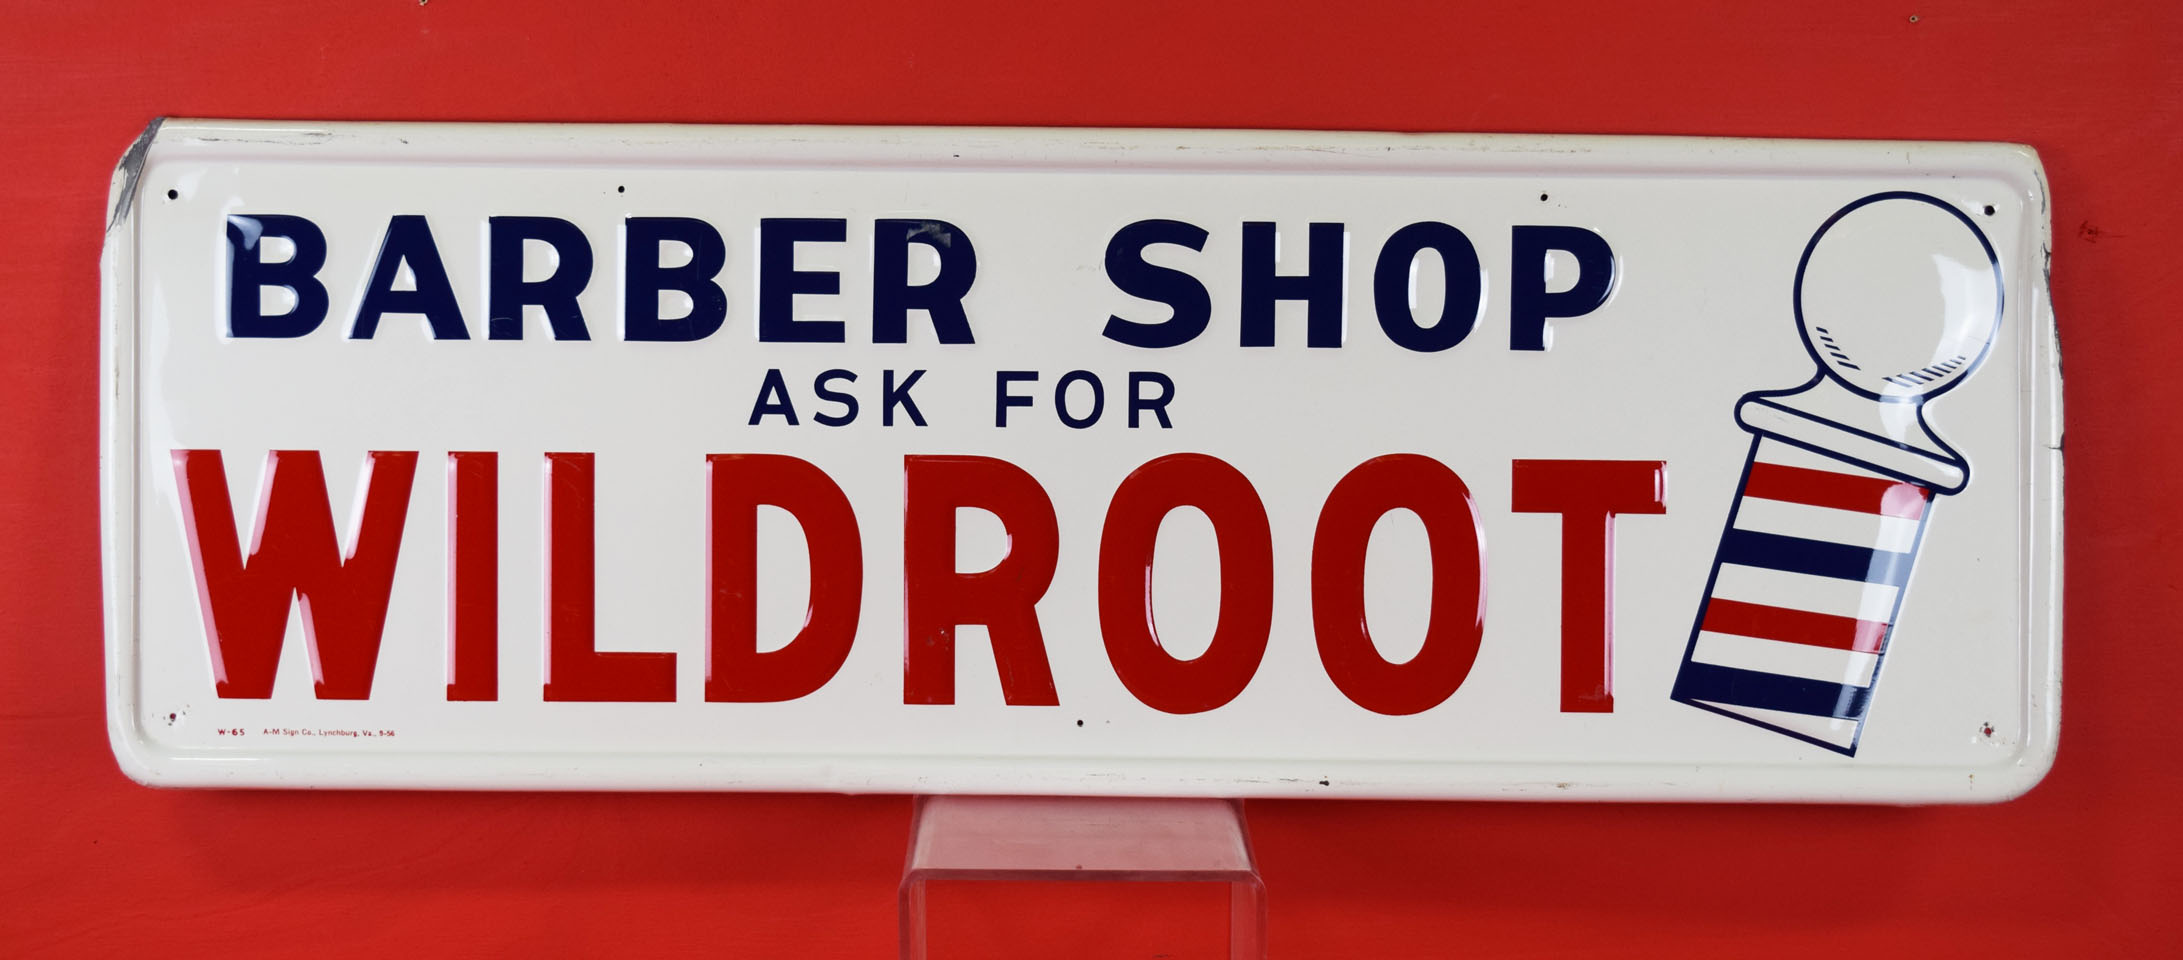 BARBER SHOP
ASK FOR
WILDROOT
W-65 A-M Sign Co., Lynchburg, Va., 9-56